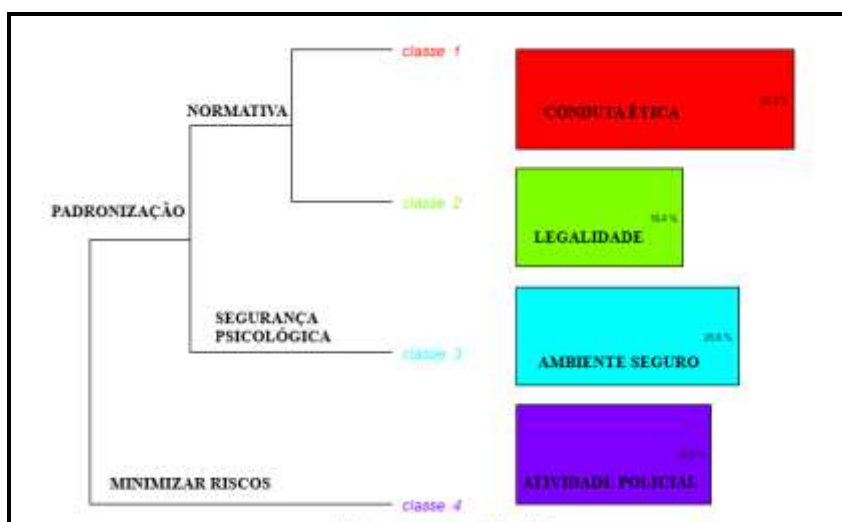 classe 1
NORMATIVA
CONDUTA ÉTICA
classe 2
PADRONIZAÇÃO
LEGALIDADE
SEGURANÇA
PSICOLÓGICA
classe 3
AMBIENTE SEGURO
MINIMIZAR RISCOS
ATIVIDADE POLICIAL
classe 4